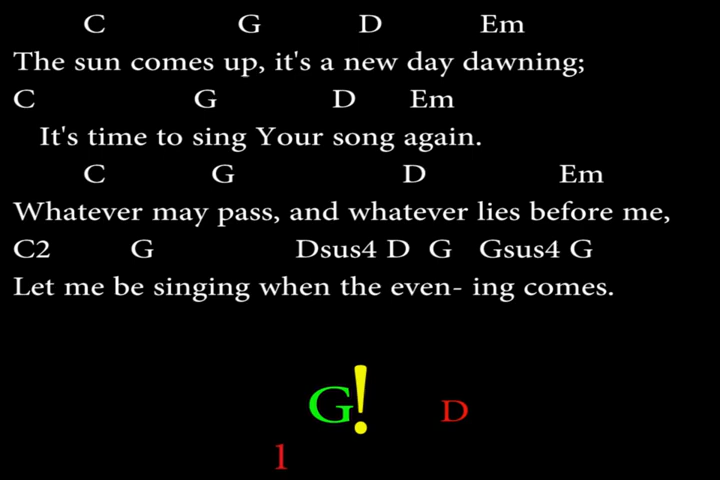 C G D Em
The sun comes up, it's a new day dawning;
C G D Em
It's time to sing Your song again.
C G D Em
Whatever may pass, and whatever lies before me,
C2 G Dsus4 D G Gsus4 G
Let me be singing when the even- ing comes.
G! D
1